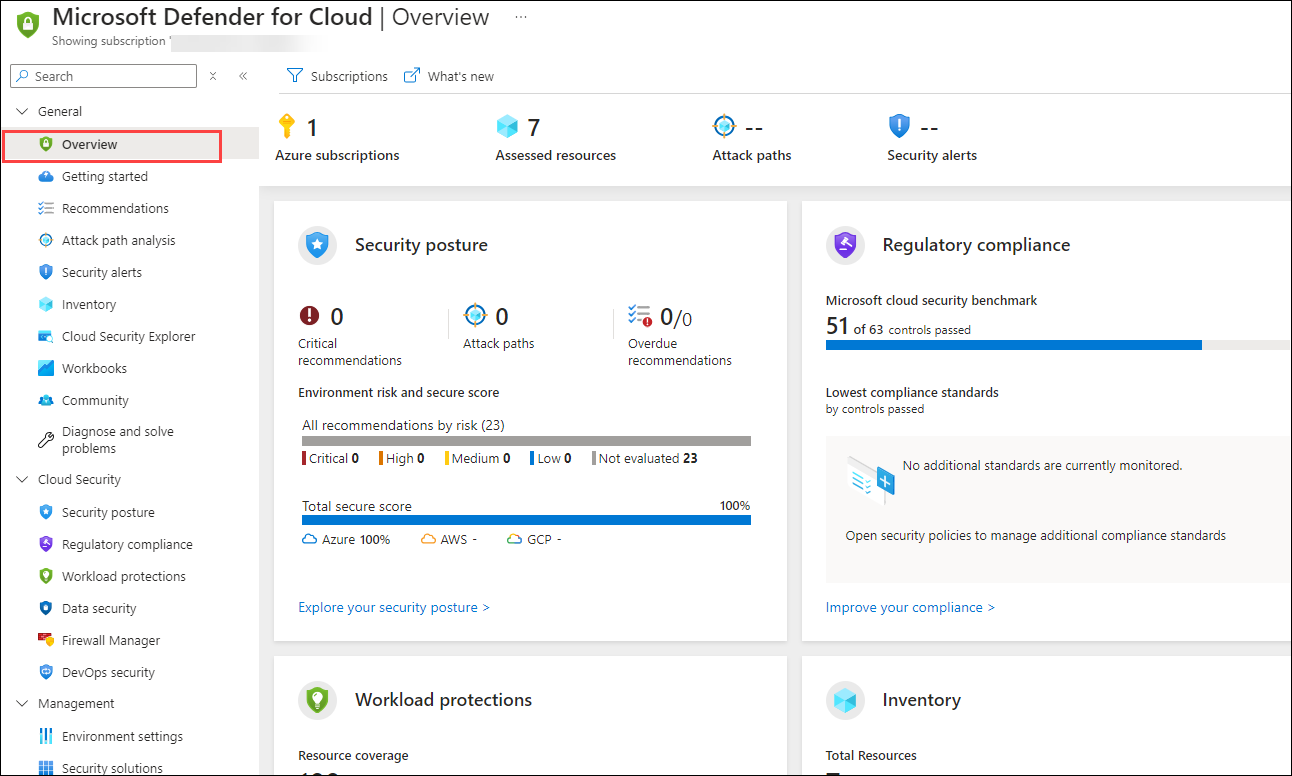 Microsoft Defender for Cloud | Overview ...
Showing subscription '
Search
Subscriptions
What's new
General
Overview
Getting started
Recommendations
Attack path analysis
Security alerts
Inventory
Cloud Security Explorer
Workbooks
Community
Diagnose and solve
problems
Cloud Security
Security posture
Regulatory compliance
Workload protections
Data security
Firewall Manager
DevOps security
Management
Environment settings
Security solutions
1
Azure subscriptions
7
Assessed resources
--
Attack paths
--
Security alerts
Security posture
0
Critical
recommendations
0
Attack paths
0/0
Overdue
recommendations
Environment risk and secure score
All recommendations by risk (23)
Critical 0 High 0 Medium 0 Low 0 Not evaluated 23
Total secure score 100%
Azure 100% AWS - GCP -
Explore your security posture >
Regulatory compliance
Microsoft cloud security benchmark
51 of 63 controls passed
Lowest compliance standards
by controls passed
No additional standards are currently monitored.
Open security policies to manage additional compliance standards
Improve your compliance >
Workload protections
Resource coverage
Inventory
Total Resources